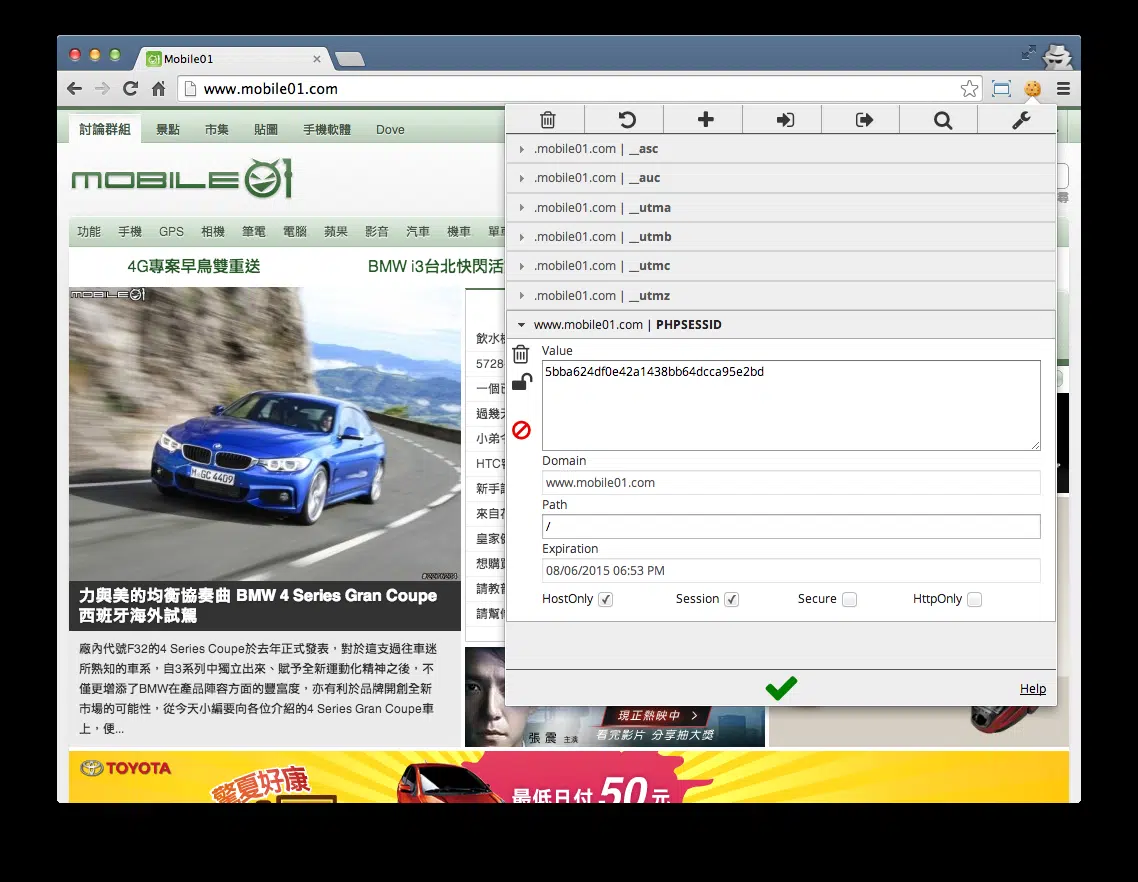 Mobile01
www.mobile01.com
討論群組 景點 市集 貼圖 手機軟體 Dove
MOBILE01
功能 手機 GPS 相機 筆電 電腦 蘋果 影音 汽車 機車 單車
4G專案早鳥雙重送
BMW i3台北快閃活
MOBILE01
飲水機
5728
一個已
過幾天
小弟今
HTC
新手
來自
皇家
想購
請教
請幫
M·GC 4409
力與美的均衡協奏曲 BMW 4 Series Gran Coupe
西班牙海外試駕
廠內代號F32的4 Series Coupe於去年正式發表，對於這支過往車迷
所熟知的車系，自3系列中獨立出來、賦予全新運動化精神之後，不
僅更增添了BMW在產品陣容方面的豐富度，亦有利於品牌開創全新
市場的可能性，從今天小編要向各位介紹的4 Series Gran Coupe車
上，便...
.mobile01.com | __asc
.mobile01.com | __auc
.mobile01.com | __utma
.mobile01.com | __utmb
.mobile01.com | __utmc
.mobile01.com | __utmz
www.mobile01.com | PHPSESSID
Value
5bba624df0e42a1438bb64dcca95e2bd
Domain
www.mobile01.com
Path
/
Expiration
08/06/2015 06:53 PM
HostOnly Session Secure HttpOnly
Help
現正熱映中 >
張震 主演 看完影片 分享抽大獎
TOYOTA
驚夏好康
最低日付50元